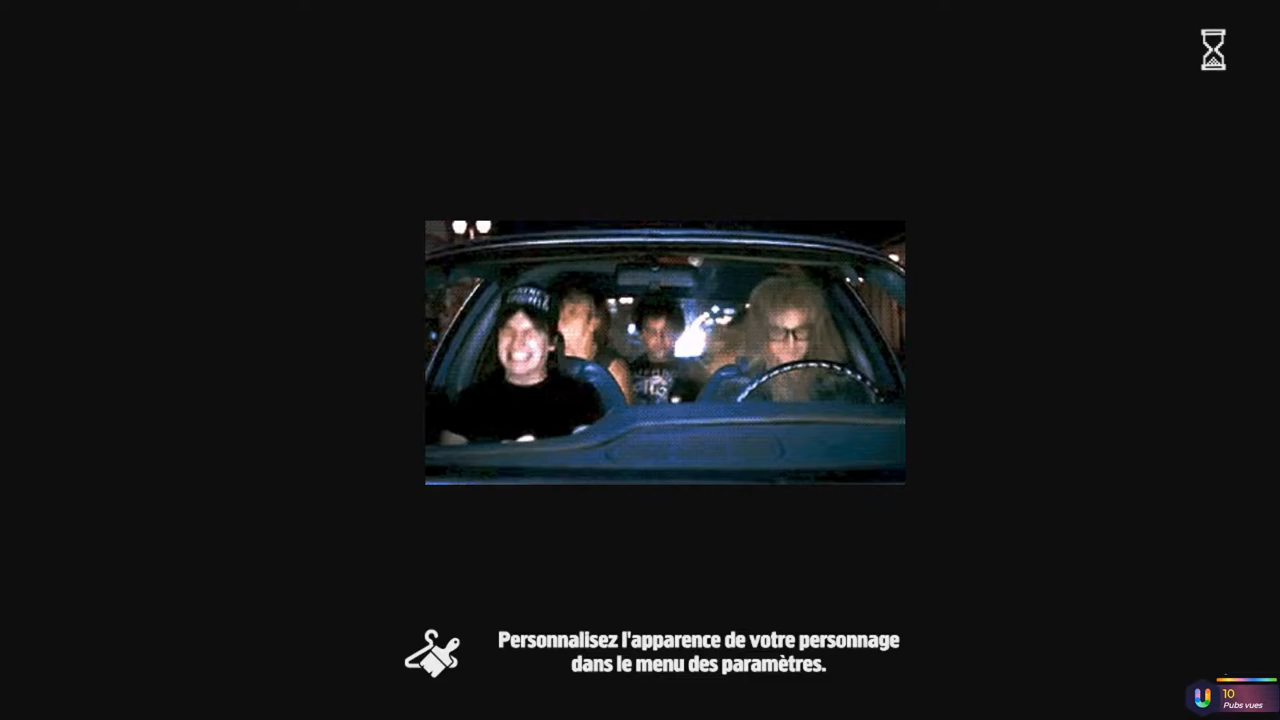 Personnalisez l'apparence de votre personnage
dans le menu des paramètres.
10
Pubs vues